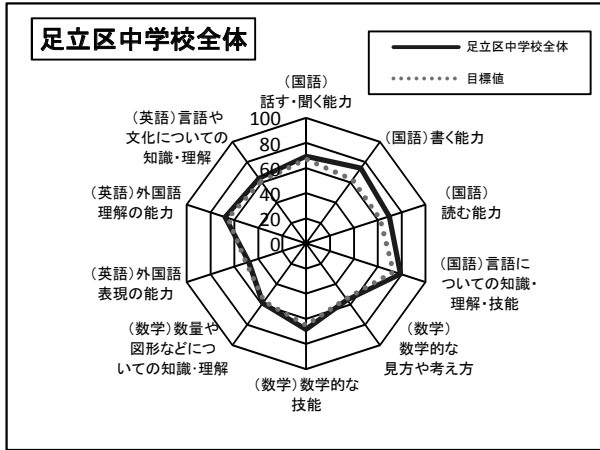 足立区中学校全体
足立区中学校全体
目標値
(国語)
話す・聞く能力
(国語)書く能力
(国語)
読む能力
(国語)言語に
ついての知識・
理解・技能
(数学)
数学的な
見方や考え方
(数学)数学的な
技能
(数学)数量や
図形などにつ
いての知識・理解
(英語)外国語
表現の能力
(英語)外国語
理解の能力
(英語)言語や
文化についての
知識・理解
100
80
60
40
20
0